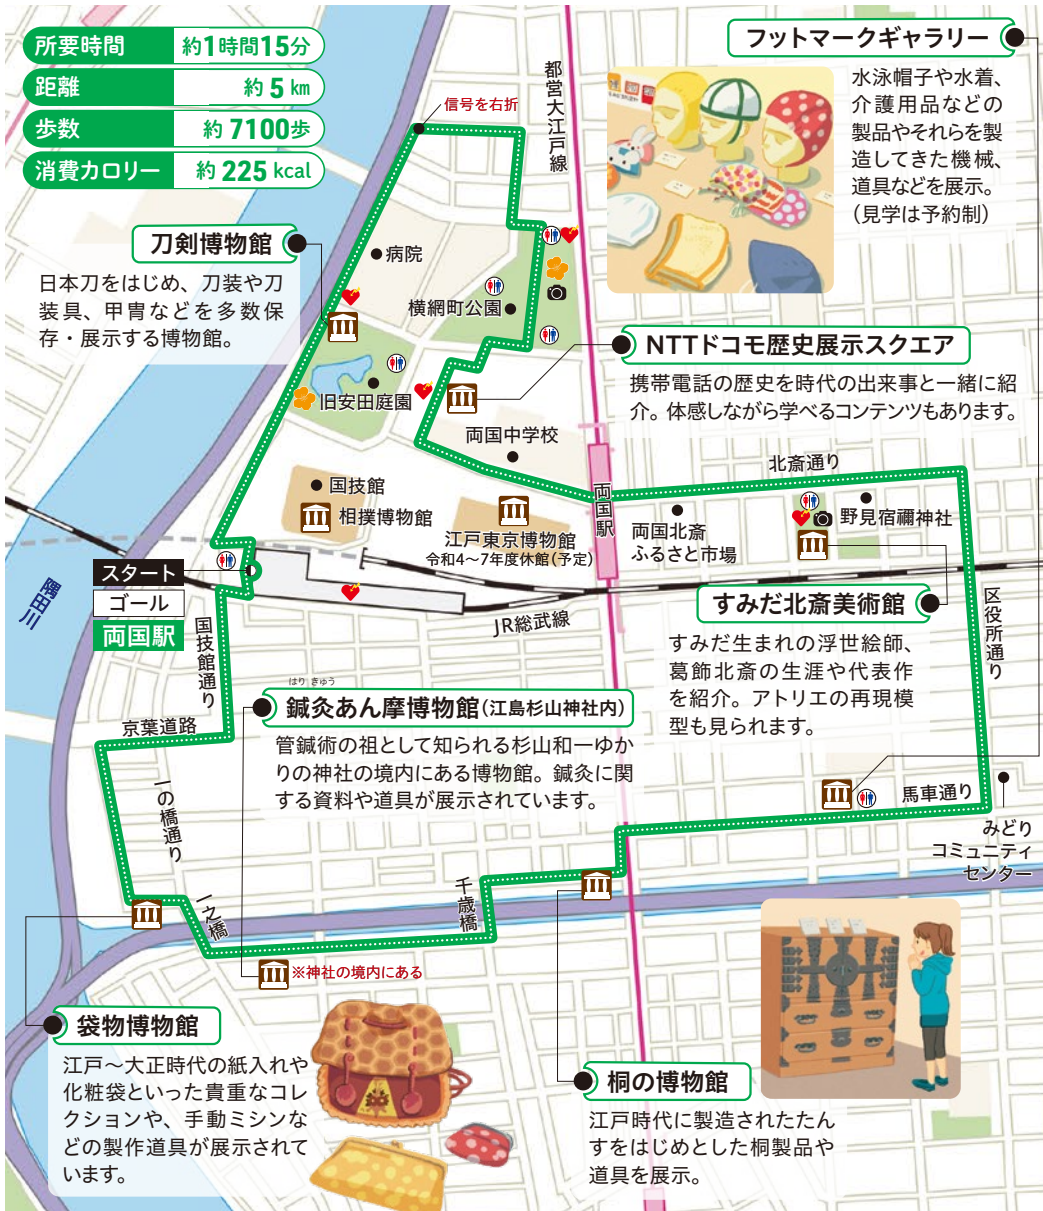 所要時間 約1時間15分
距離 約5km
歩数 約7100歩
消費カロリー 約225kcal
信号を右折
都営大江戸線
フットマークギャラリー
水泳帽子や水着、
介護用品などの
製品やそれらを製
造してきた機械、
道具などを展示。
(見学は予約制)
刀剣博物館
日本刀をはじめ、刀装や刀
装具、甲冑などを多数保
存・展示する博物館。
病院
横網町公園
旧安田庭園
NTTドコモ歴史展示スクエア
携帯電話の歴史を時代の出来事と一緒に紹
介。体感しながら学べるコンテンツもあります。
両国中学校
国技館
相撲博物館
江戸東京博物館
令和4～7年度休館(予定)
両国駅
北斎通り
両国北斎
ふるさと市場
野見宿禰神社
スタート
ゴール
両国駅
隅田川
国技館通り
JR総武線
すみだ北斎美術館
すみだ生まれの浮世絵師、
葛飾北斎の生涯や代表作
を紹介。アトリエの再現模
型も見られます。
区役所通り
はり きゅう
鍼灸あん摩博物館(江島杉山神社内)
管鍼術の祖として知られる杉山和一ゆか
りの神社の境内にある博物館。鍼灸に関
する資料や道具が展示されています。
京葉道路
一の橋通り
馬車通り
みどり
コミュニティ
センター
一之橋
千歳橋
※神社の境内にある
袋物博物館
江戸～大正時代の紙入れや
化粧袋といった貴重なコレ
クションや、手動ミシンな
どの製作道具が展示されて
います。
桐の博物館
江戸時代に製造されたたん
すをはじめとした桐製品や
道具を展示。